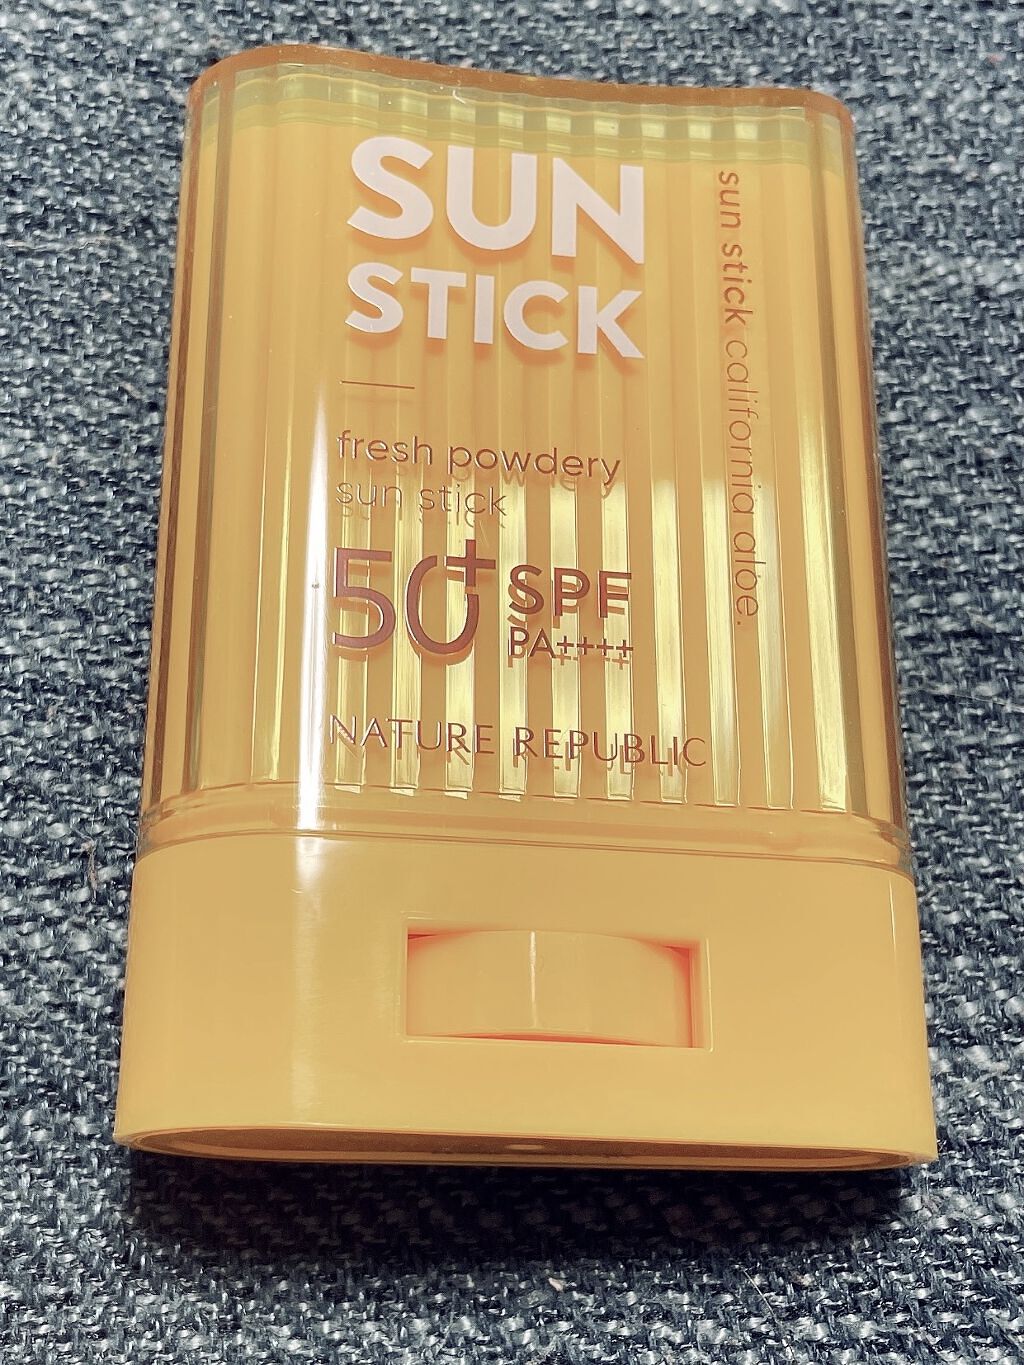 SUN
STICK
fresh powdery
sun stick
50+ SPF
PA++++
NATURE REPUBLIC
sun stick california aloe.